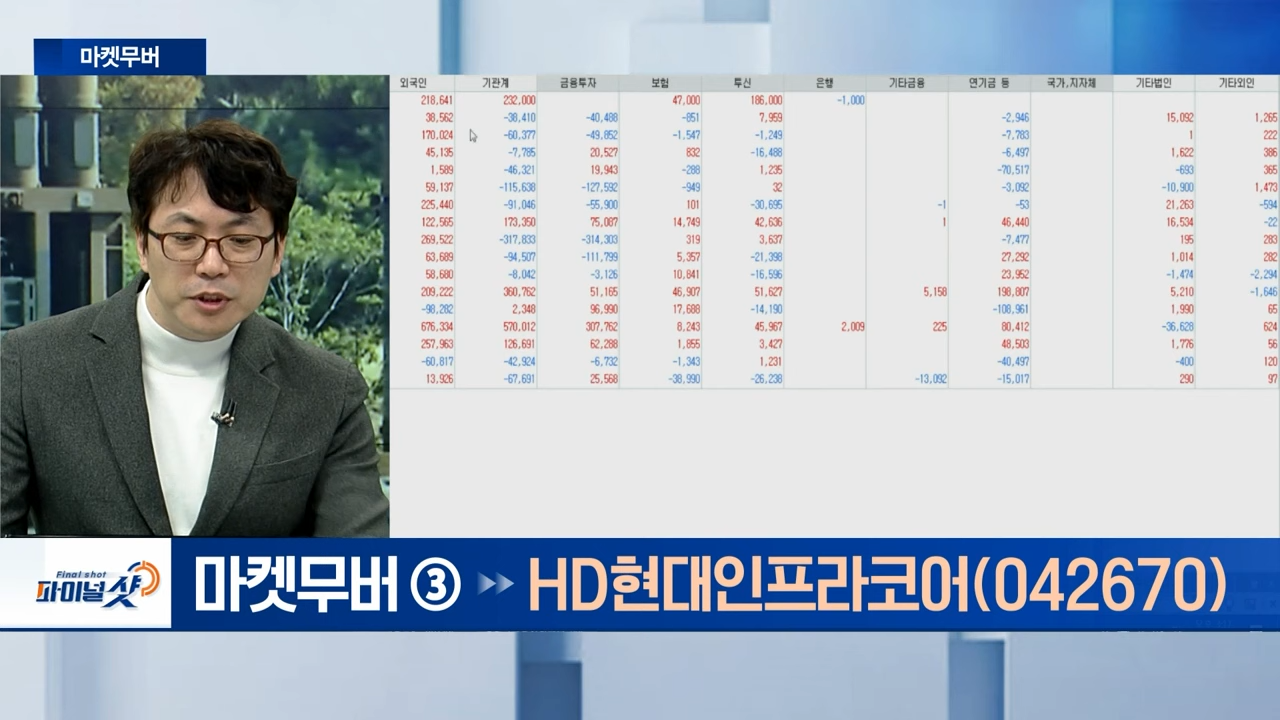 마켓무버
외국인 기관계 금융투자 보험 투신 은행 기타금융 연기금 등 국가,지자체 기타법인 기타외인
218,641 232,000 47,000 186,000 -1,000
38,562 -38,410 -40,488 -851 7,959 -2,946 15,092 1,265
170,024 -60,377 -49,852 -1,547 -1,249 -7,783 1 222
45,135 -7,785 20,527 832 -16,488 -6,497 1,622 386
1,589 -46,321 19,943 -288 1,235 -70,517 -693 365
59,137 -115,638 -127,592 -949 32 -3,092 -10,900 1,473
225,440 -91,046 -55,900 101 -30,695 -1 -53 21,263 -594
122,565 173,350 75,087 14,749 42,636 1 46,440 16,534 -22
269,522 -317,833 -314,303 319 3,637 -7,477 195 283
63,689 -94,507 -111,799 5,357 -21,398 27,292 1,014 282
58,680 -8,042 -3,126 10,841 -16,596 23,952 -1,474 -2,294
209,222 360,762 51,165 46,907 51,627 5,158 198,807 5,210 -1,646
-98,282 2,348 96,990 17,688 -14,190 -108,961 1,990 65
676,334 570,012 307,762 8,243 45,967 2,009 225 80,412 -36,628 624
257,963 126,691 62,288 1,855 3,427 48,503 1,776 56
-60,817 -42,924 -6,732 -1,343 1,231 -40,497 -400 120
13,926 -67,691 25,568 -38,990 -26,238 -13,092 -15,017 290 97
Final shot
파이널샷
마켓무버 ③ HD현대인프라코어(042670)